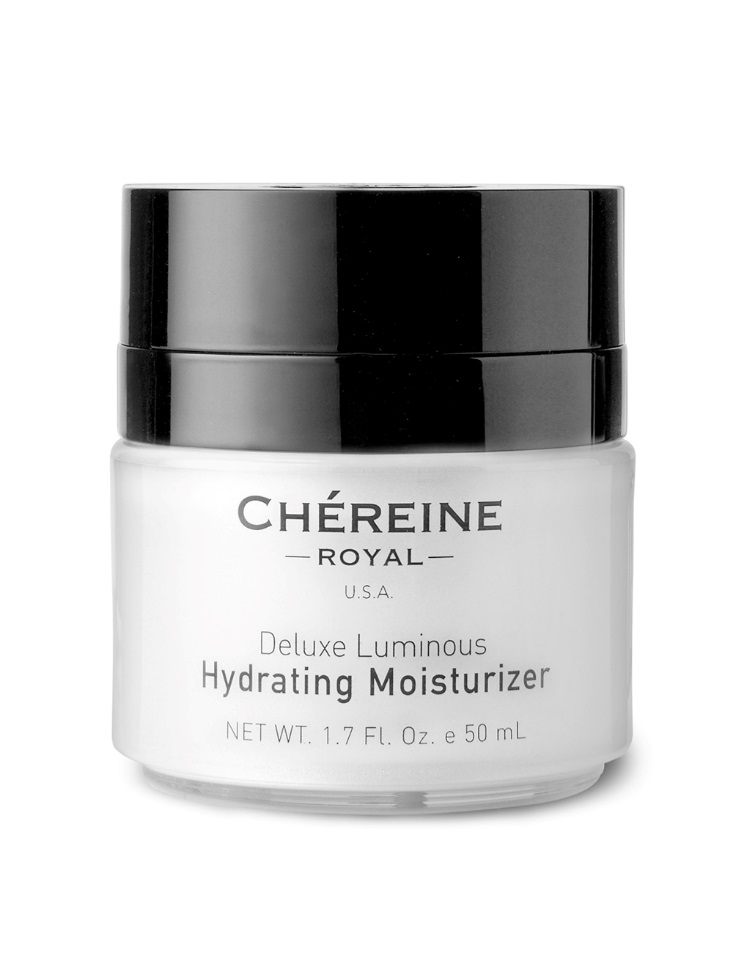 CHÉREINE
—ROYAL—
U.S.A.
Deluxe Luminous
Hydrating Moisturizer
NET WT. 1.7 Fl. Oz. e 50 mL